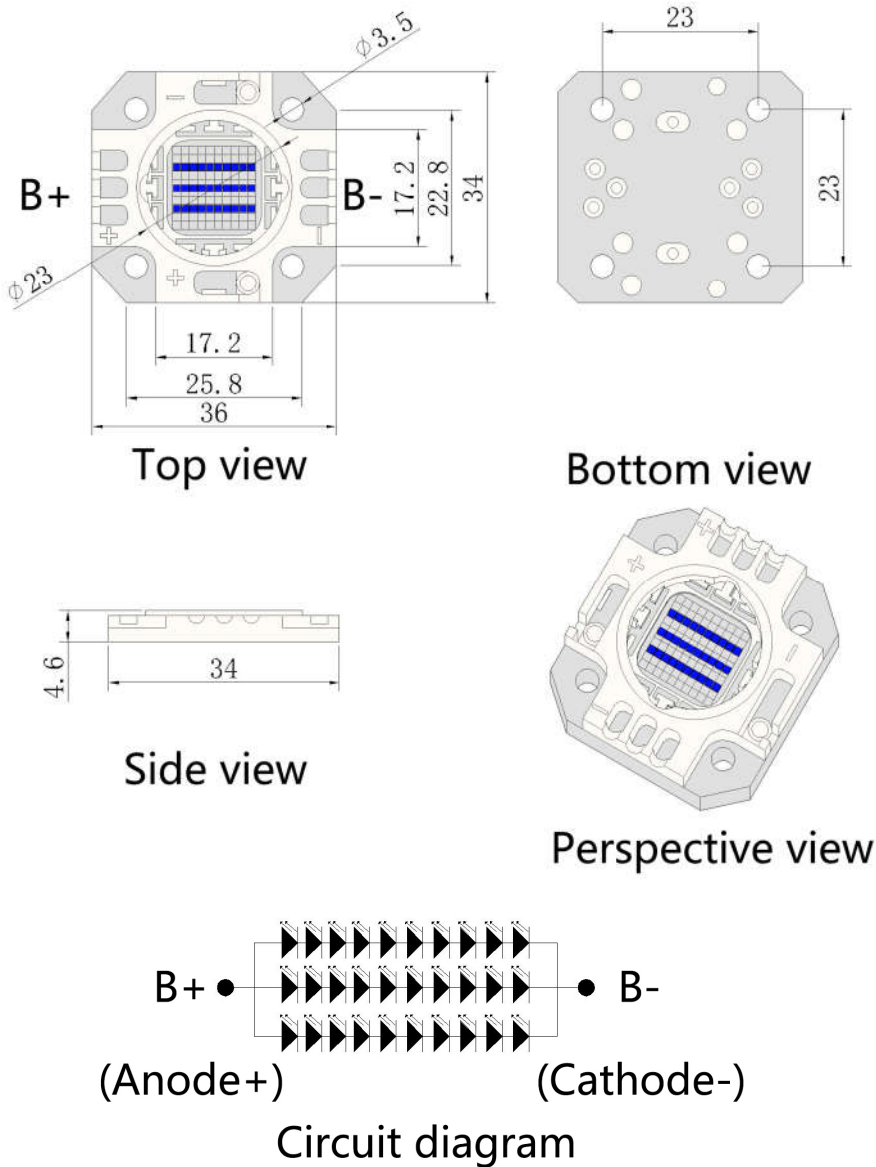 ϕ3.5
23
B+
B-
17.2
22.8
34
23
ϕ23
17.2
25.8
36
Top view
Bottom view
4.6
34
Side view
Perspective view
B+
B-
(Anode+)
(Cathode-)
Circuit diagram